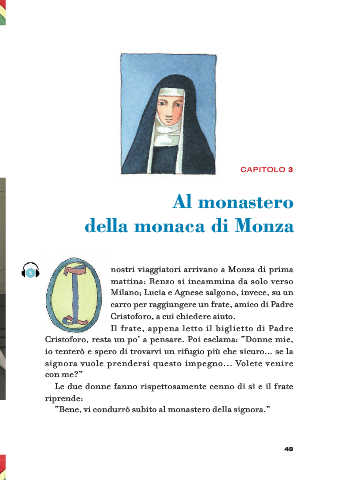 CAPITOLO 3
Al monastero
della monaca di Monza
I nostri viaggiatori arrivano a Monza di prima
mattina: Renzo si incammina da solo verso
Milano; Lucia e Agnese salgono, invece, su un
carro per raggiungere un frate, amico di Padre
Cristoforo, a cui chiedere aiuto.
Il frate, appena letto il biglietto di Padre
Cristoforo, resta un po' a pensare. Poi esclama: "Donne mie,
io tenterò e spero di trovarvi un rifugio più che sicuro... se la
signora vuole prendersi questo impegno... Volete venire
con me?"
Le due donne fanno rispettosamente cenno di sì e il frate
riprende:
"Bene, vi condurrò subito al monastero della signora."